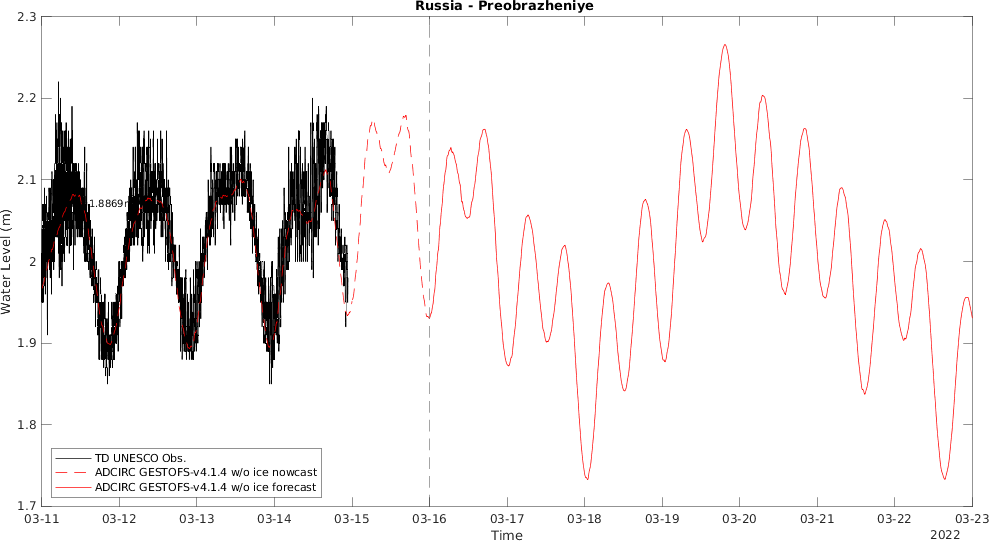 Russia - Preobrazheniye
2.3
2.2
2.1
2
1.9
1.8
1.7
Water Level (m)
1.8869
TD UNESCO Obs.
ADCIRC GESTOFS-v4.1.4 w/o ice nowcast
ADCIRC GESTOFS-v4.1.4 w/o ice forecast
03-11 03-12 03-13 03-14 03-15 03-16 03-17 03-18 03-19 03-20 03-21 03-22 03-23
Time
2022